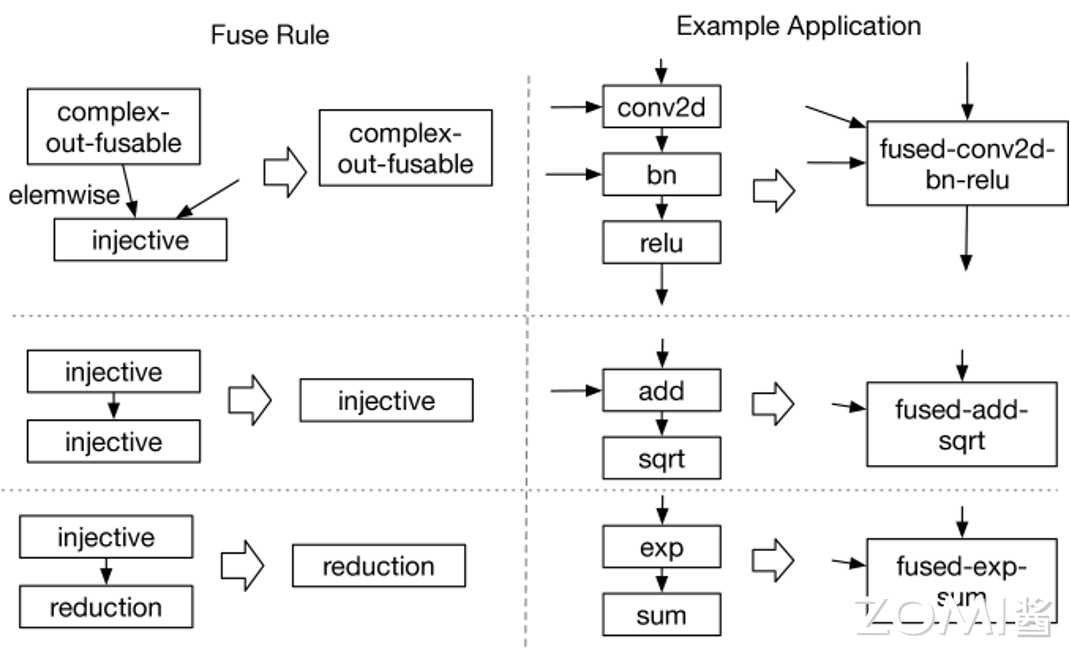 Fuse Rule
Example Application
complex-
out-fusable
elemwise
injective
complex-
out-fusable
conv2d
bn
relu
fused-conv2d-
bn-relu
injective
injective
injective
add
sqrt
fused-add-
sqrt
injective
reduction
reduction
exp
sum
fused-exp-
sum
ZOMI酱